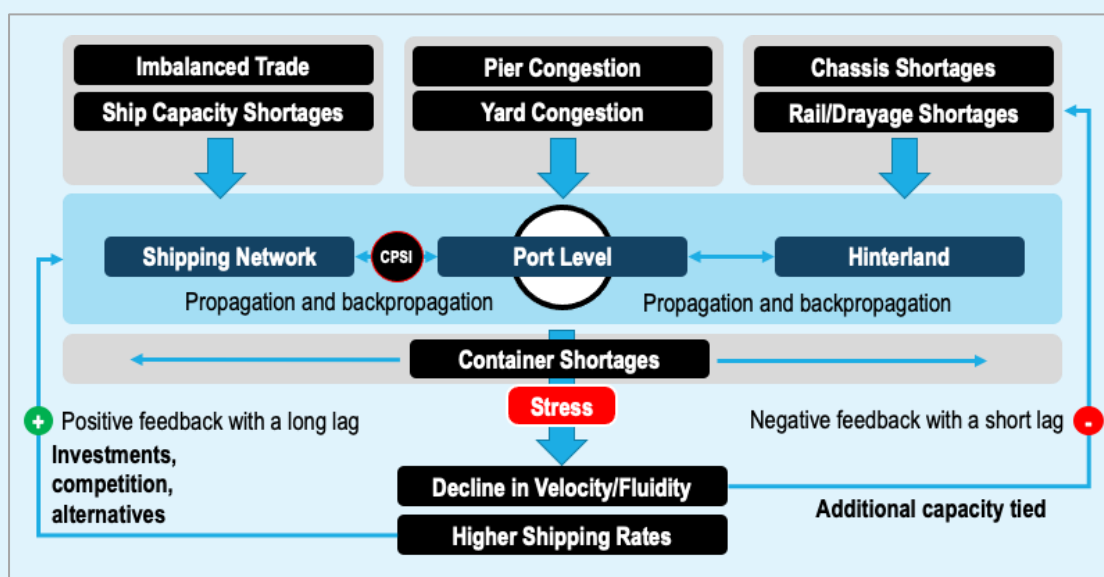 Imbalanced Trade
Ship Capacity Shortages
Pier Congestion
Yard Congestion
Chassis Shortages
Rail/Drayage Shortages
Shipping Network
CPSI
Port Level
Hinterland
Propagation and backpropagation
Propagation and backpropagation
Container Shortages
Stress
+
Positive feedback with a long lag
Investments,
competition,
alternatives
Negative feedback with a short lag
-
Additional capacity tied
Decline in Velocity/Fluidity
Higher Shipping Rates